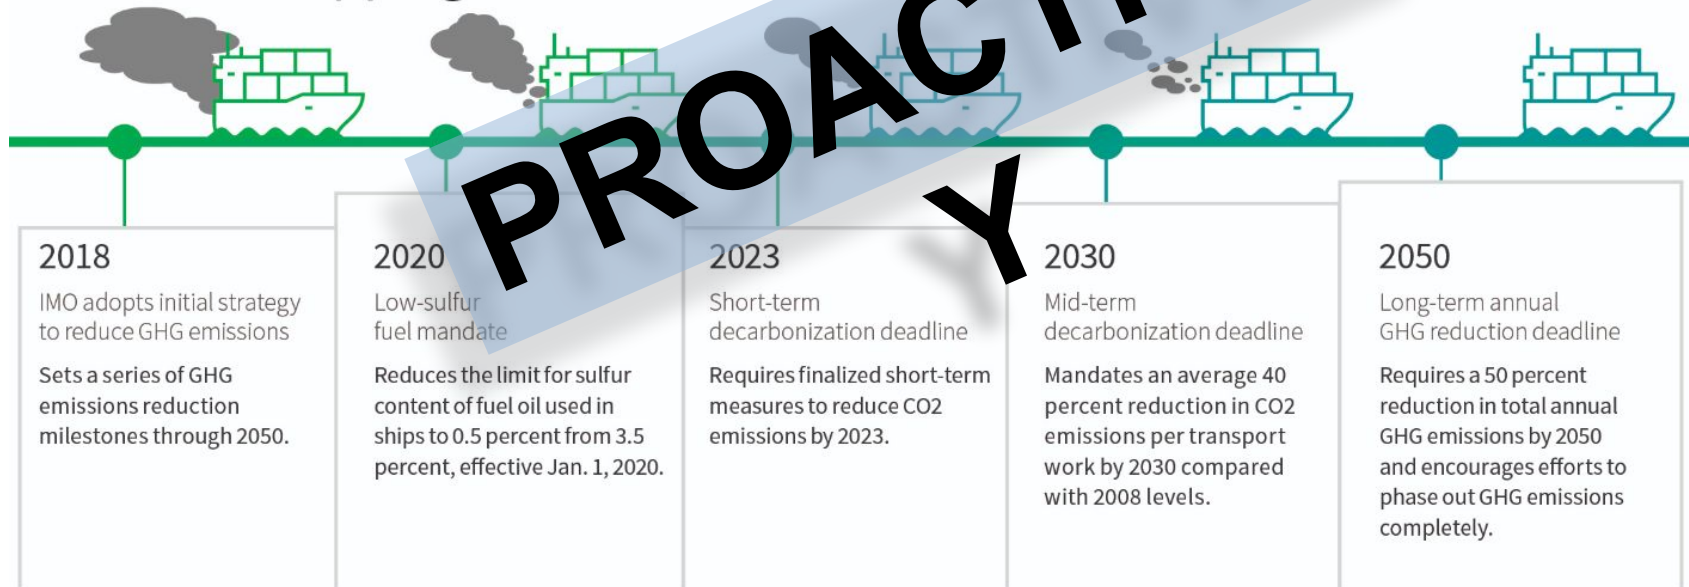 PROACTI
Y
2018
IMO adopts initial strategy
to reduce GHG emissions
Sets a series of GHG
emissions reduction
milestones through 2050.
2020
Low-sulfur
fuel mandate
Reduces the limit for sulfur
content of fuel oil used in
ships to 0.5 percent from 3.5
percent, effective Jan. 1, 2020.
2023
Short-term
decarbonization deadline
Requires finalized short-term
measures to reduce CO2
emissions by 2023.
2030
Mid-term
decarbonization deadline
Mandates an average 40
percent reduction in CO2
emissions per transport
work by 2030 compared
with 2008 levels.
2050
Long-term annual
GHG reduction deadline
Requires a 50 percent
reduction in total annual
GHG emissions by 2050
and encourages efforts to
phase out GHG emissions
completely.